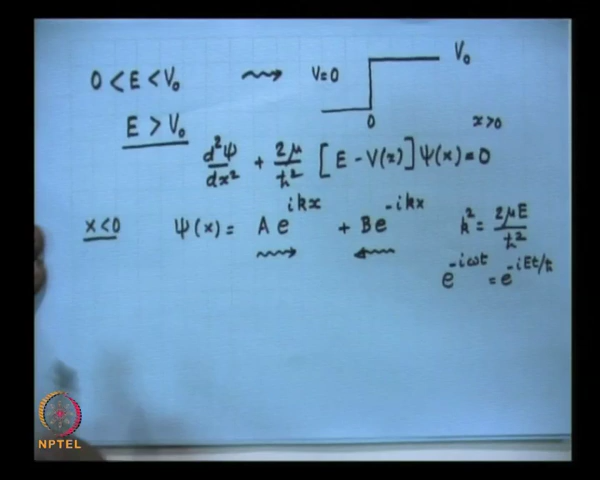 0 < E < V₀ ⇝ V=0 V₀
E > V₀ 0 x>0
d²Ψ/dx² + 2μ/ħ² [E - V(x)] Ψ(x) = 0
x<0 Ψ(x) = A e^{ikx} + B e^{-ikx} k² = 2μE/ħ²
e^{-iωt} = e^{-iEt/ħ}
NPTEL